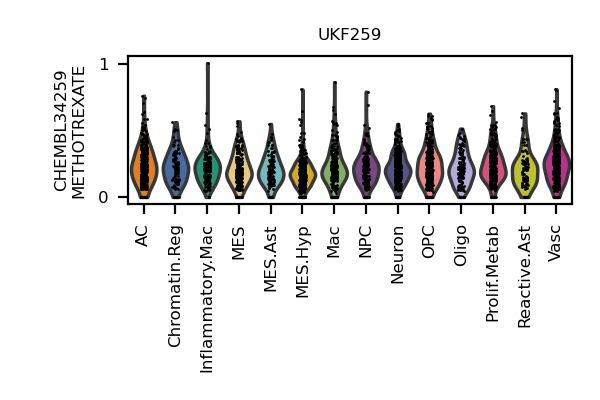 UKF259
CHEMBL34259
METHOTREXATE
1
0
AC
Chromatin.Reg
Inflammatory.Mac
MES
MES.Ast
MES.Hyp
Mac
NPC
Neuron
OPC
Oligo
Prolif.Metab
Reactive.Ast
Vasc